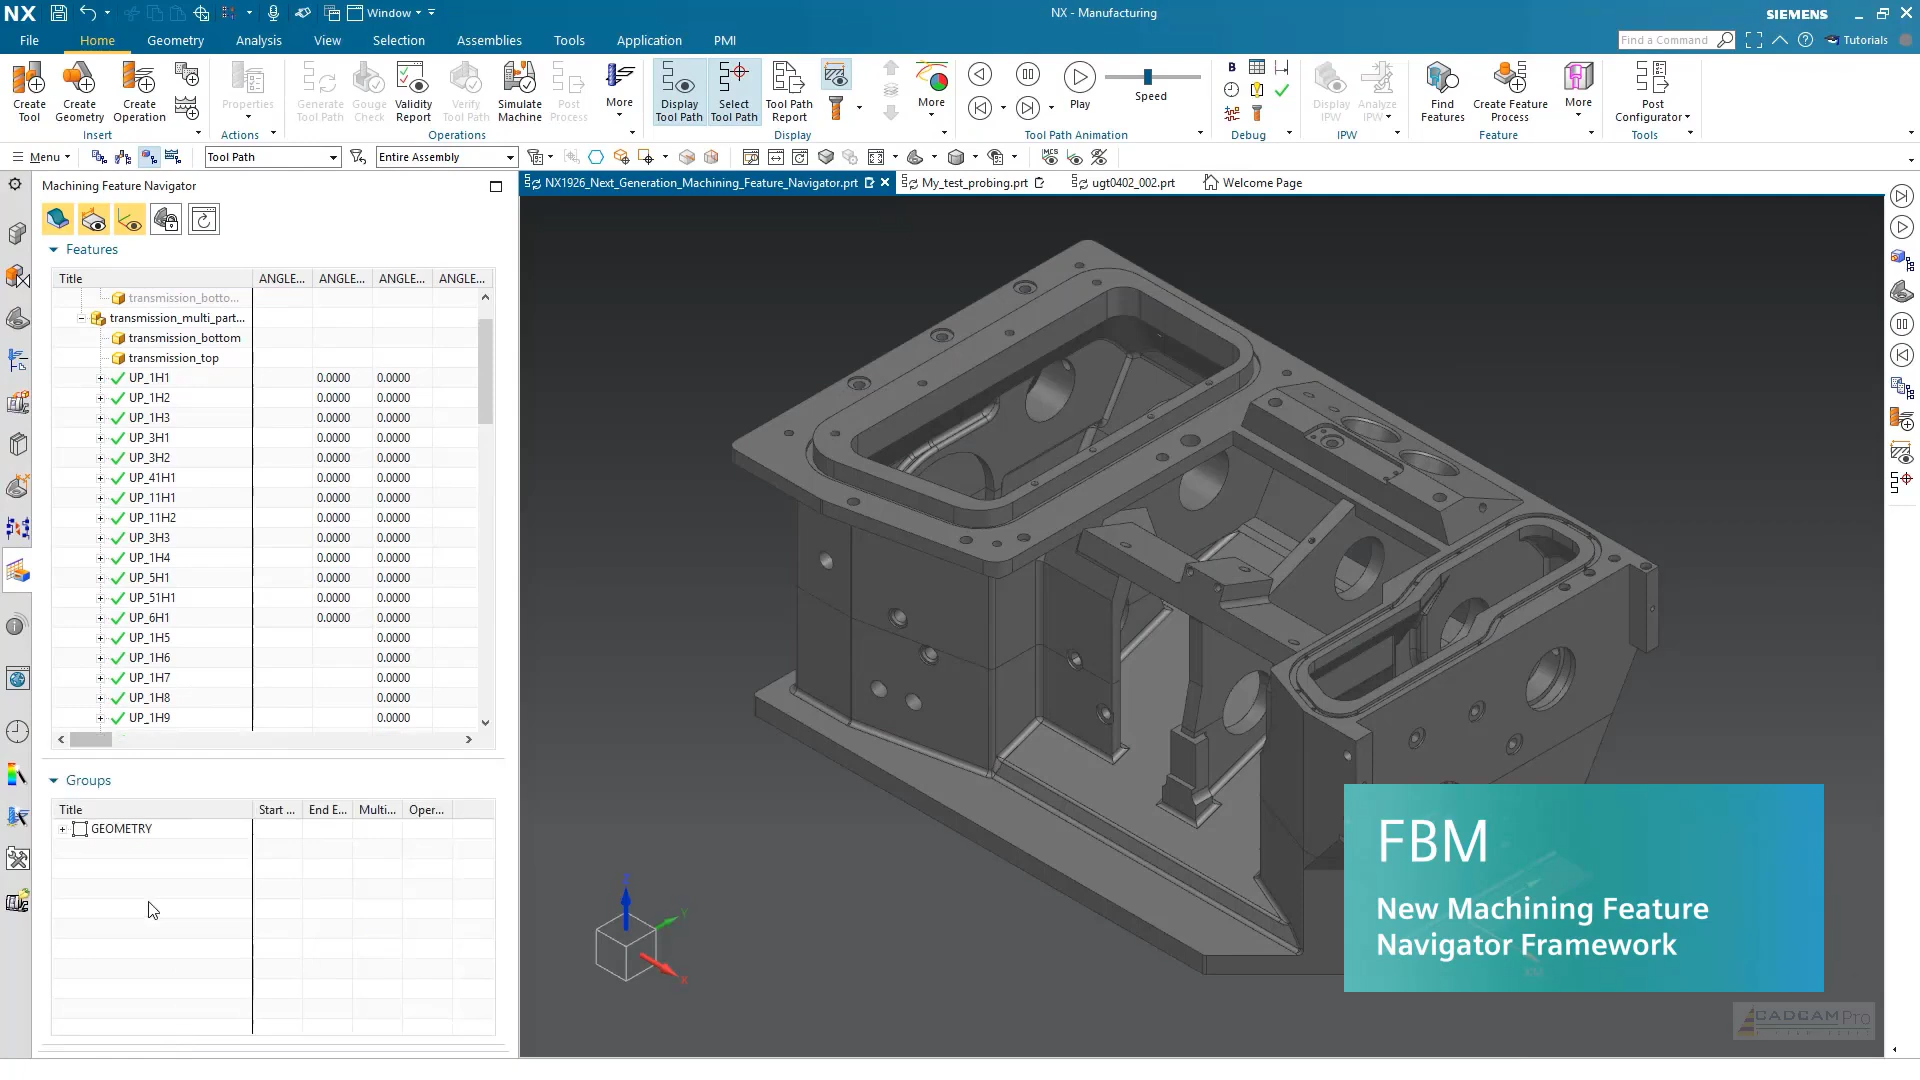 NX
Window
NX - Manufacturing
SIEMENS
File
Home
Geometry
Analysis
View
Selection
Assemblies
Tools
Application
PMI
Find a Command
Tutorials
Create Tool
Create Geometry
Create Operation
Insert
Properties
Actions
Generate Tool Path
Gouge Check
Validity Report
Verify Tool Path
Simulate Machine
Post Process
More
Operations
Display Tool Path
Select Tool Path
Tool Path Report
More
Display
Play
Speed
Tool Path Animation
B
Debug
Display IPW
Analyze IPW
IPW
Find Features
Create Feature Process
More
Feature
Post Configurator
Tools
Menu
Tool Path
Entire Assembly
MCS
Machining Feature Navigator
NX1926_Next_Generation_Machining_Feature_Navigator.prt
My_test_probing.prt
ugt0402_002.prt
Welcome Page
Features
Title ANGLE... ANGLE... ANGLE... ANGLE...
transmission_botto...
transmission_multi_part...
transmission_bottom
transmission_top
UP_1H1 0.0000 0.0000
UP_1H2 0.0000 0.0000
UP_1H3 0.0000 0.0000
UP_3H1 0.0000 0.0000
UP_3H2 0.0000 0.0000
UP_41H1 0.0000 0.0000
UP_11H1 0.0000 0.0000
UP_11H2 0.0000 0.0000
UP_3H3 0.0000 0.0000
UP_1H4 0.0000 0.0000
UP_5H1 0.0000 0.0000
UP_51H1 0.0000 0.0000
UP_6H1 0.0000 0.0000
UP_1H5 0.0000
UP_1H6 0.0000
UP_1H7 0.0000
UP_1H8 0.0000
UP_1H9 0.0000
Groups
Title Start ... End E... Multi... Oper...
GEOMETRY
Z
Y
X
FBM
New Machining Feature
Navigator Framework
CADCAMPro